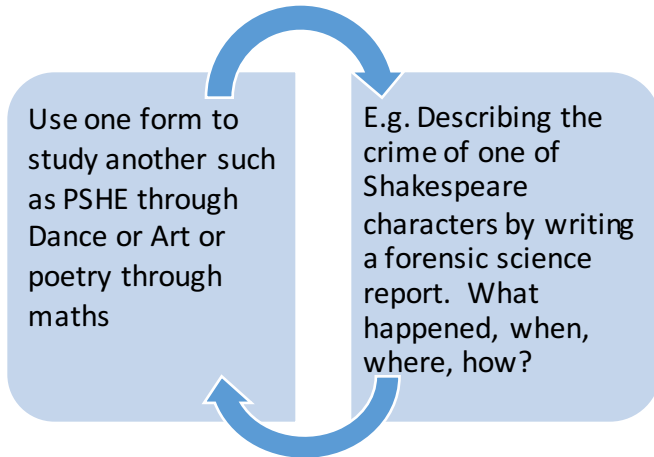 Use one form to
study another such
as PSHE through
Dance or Art or
poetry through
maths
E.g. Describing the
crime of one of
Shakespeare
characters by writing
a forensic science
report. What
happened, when,
where, how?